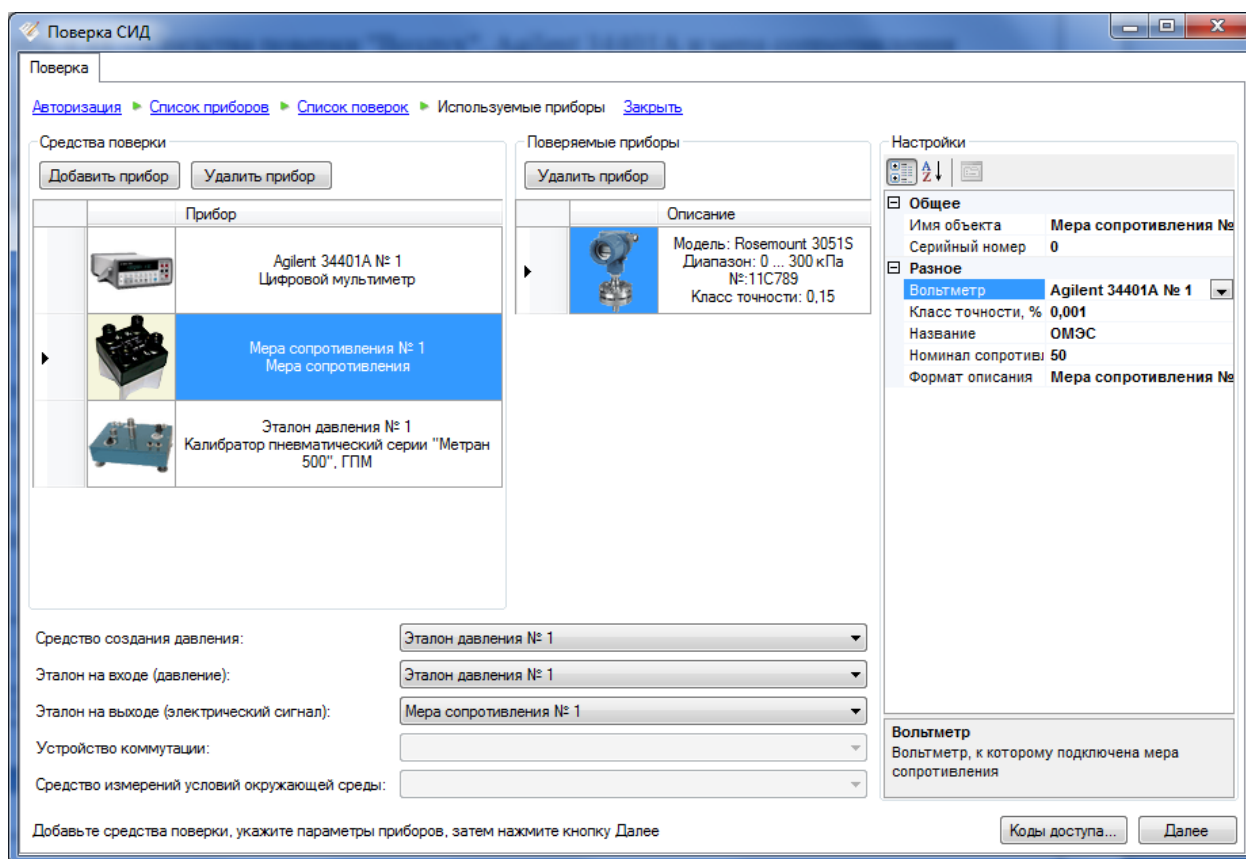 Поверка СИД
Поверка
Авторизация Список приборов Список поверок Используемые приборы Закрыть
Средства поверки
Добавить прибор Удалить прибор
Прибор
Agilent 34401A № 1
Цифровой мультиметр
Мера сопротивления № 1
Мера сопротивления
Эталон давления № 1
Калибратор пневматический серии "Метран
500", ГПМ
Поверяемые приборы
Удалить прибор
Описание
Модель: Rosemount 3051S
Диапазон: 0 ... 300 кПа
№:11C789
Класс точности: 0,15
Настройки
Общее
Имя объекта Мера сопротивления №
Серийный номер 0
Разное
Вольтметр Agilent 34401A № 1
Класс точности, % 0,001
Название ОМЭС
Номинал сопротивл 50
Формат описания Мера сопротивления №
Вольтметр
Вольтметр, к которому подключена мера
сопротивления
Средство создания давления: Эталон давления № 1
Эталон на входе (давление): Эталон давления № 1
Эталон на выходе (электрический сигнал): Мера сопротивления № 1
Устройство коммутации:
Средство измерений условий окружающей среды:
Добавьте средства поверки, укажите параметры приборов, затем нажмите кнопку Далее
Коды доступа... Далее